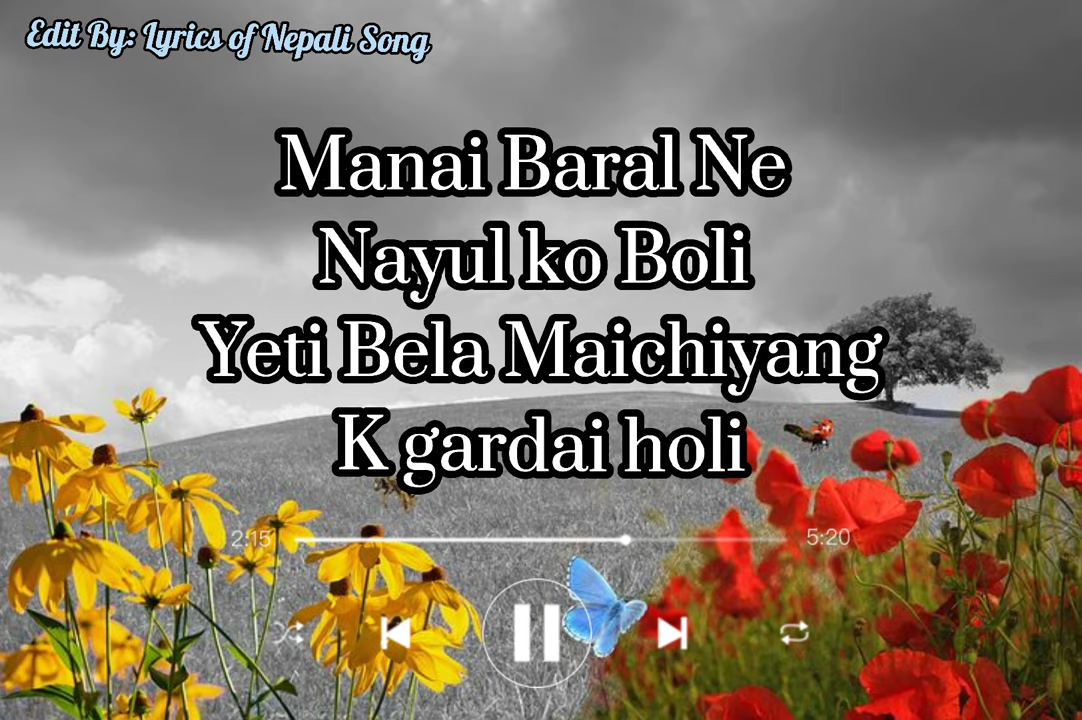 Edit By: Lyrics of Nepali Song
Manai Baral Ne
Nayul ko Boli
Yeti Bela Maichiyang
K gardai holi
2:15 5:20